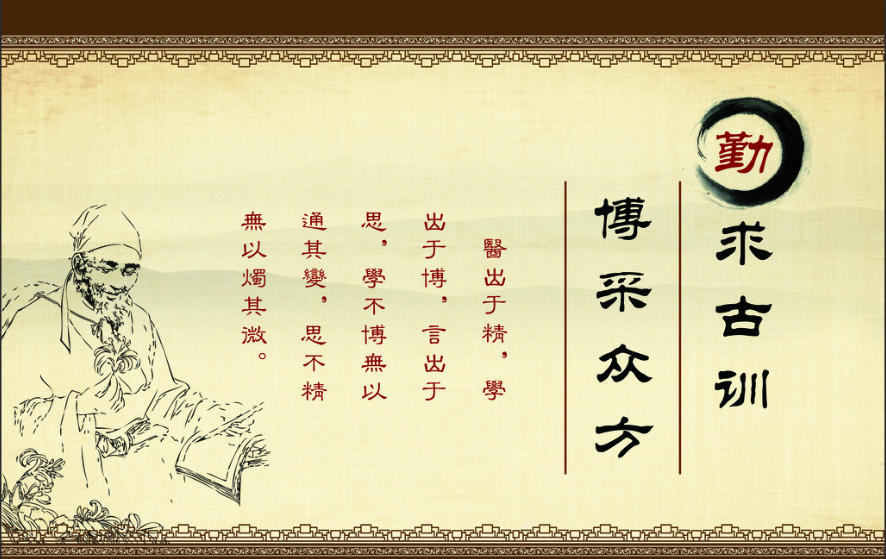 勤求古训
博采众方
醫出于精，學
出于博，言出于
思，學不博無以
通其變，思不精
無以燭其微。